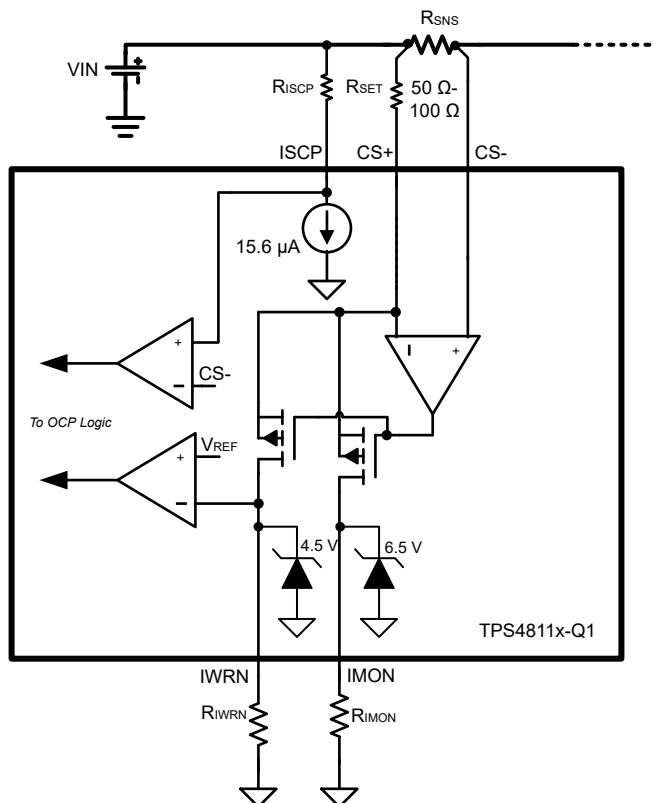 RSNS
VIN
RISCP
RSET
50 Ω-
100 Ω
ISCP
CS+
CS-
15.6 µA
+
-
CS-
-
+
To OCP Logic
VREF
+
-
4.5 V
6.5 V
TPS4811x-Q1
IWRN
IMON
RIWRN
RIMON